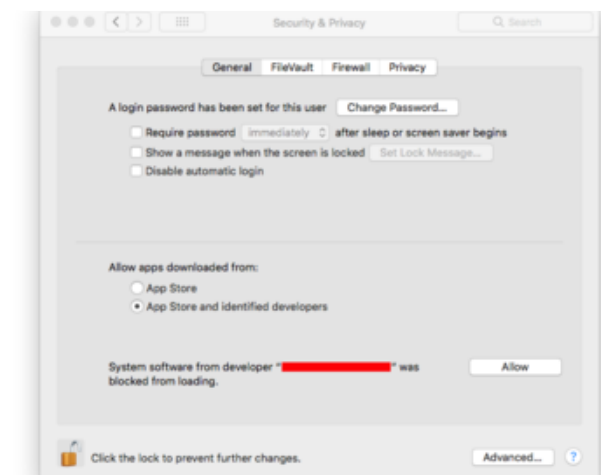 Security & Privacy
Search
General FileVault Firewall Privacy
A login password has been set for this user Change Password...
Require password immediately after sleep or screen saver begins
Show a message when the screen is locked Set Lock Message...
Disable automatic login
Allow apps downloaded from:
App Store
App Store and identified developers
System software from developer "" was Allow
blocked from loading.
Click the lock to prevent further changes. Advanced... ?